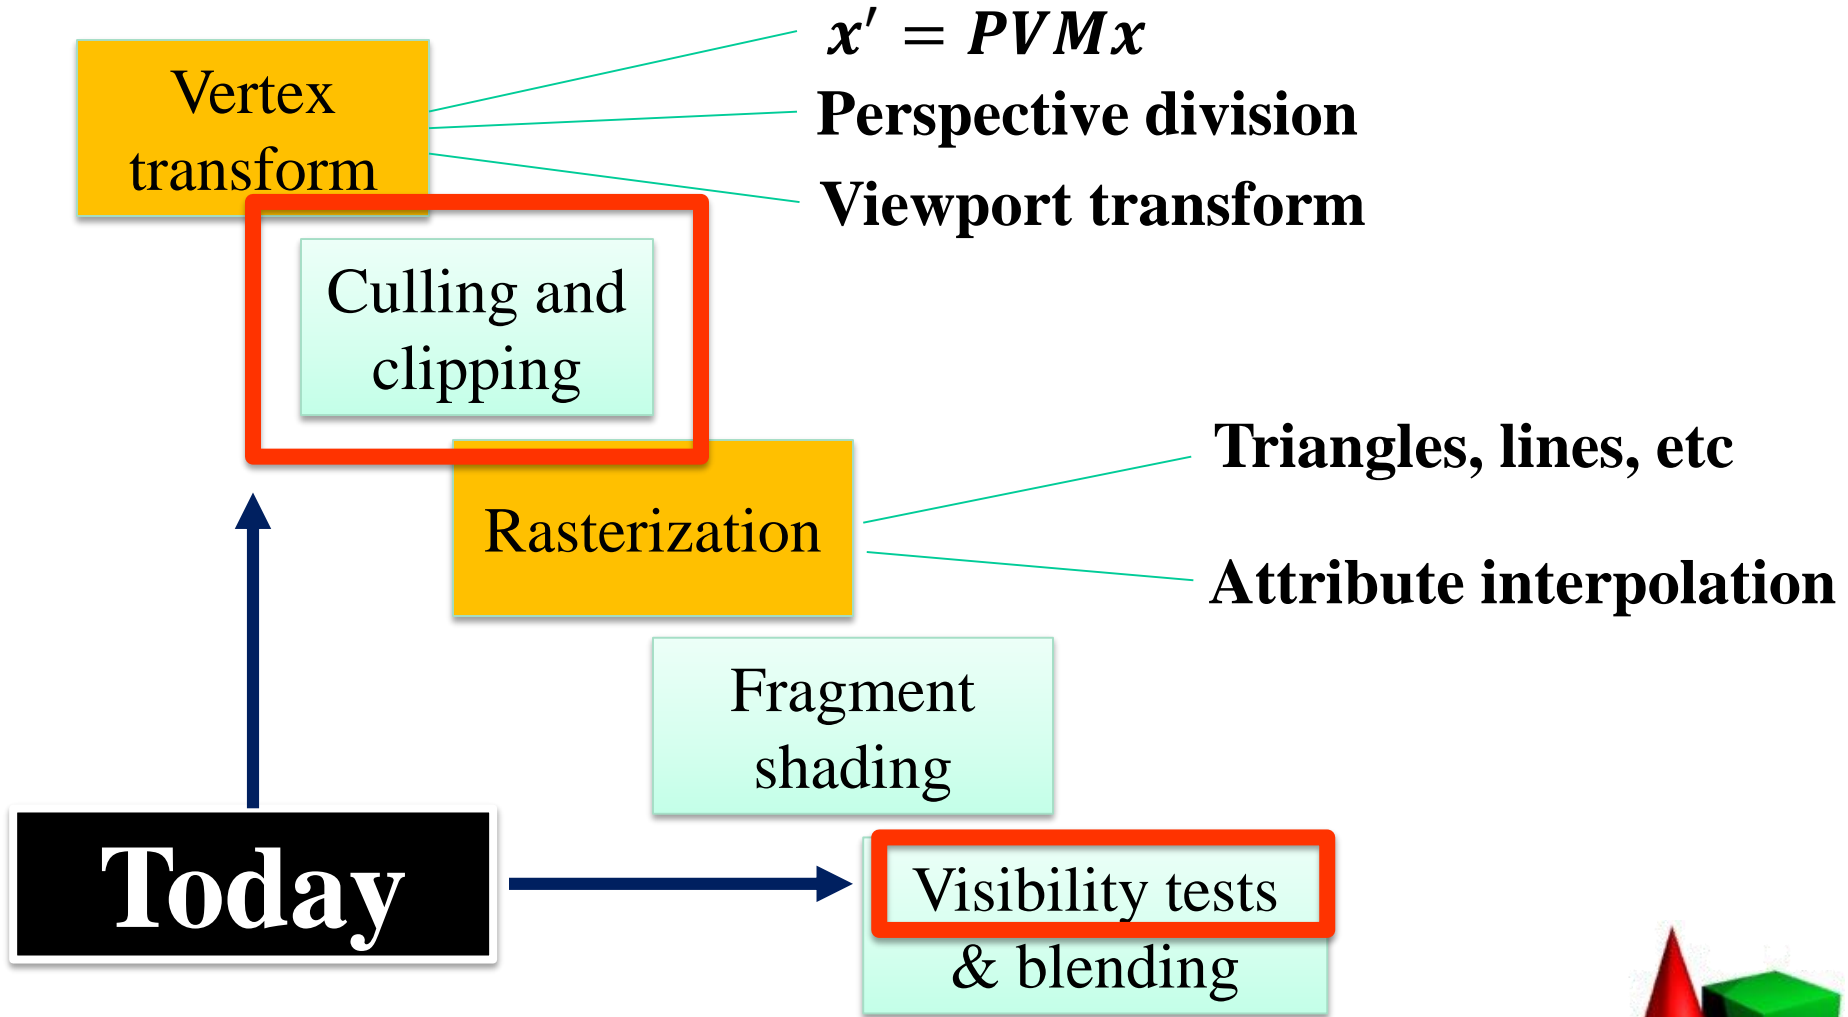 Vertex
transform
x′ = PVMx
Perspective division
Viewport transform
Culling and
clipping
Rasterization
Triangles, lines, etc
Attribute interpolation
Fragment
shading
Today
Visibility tests
& blending